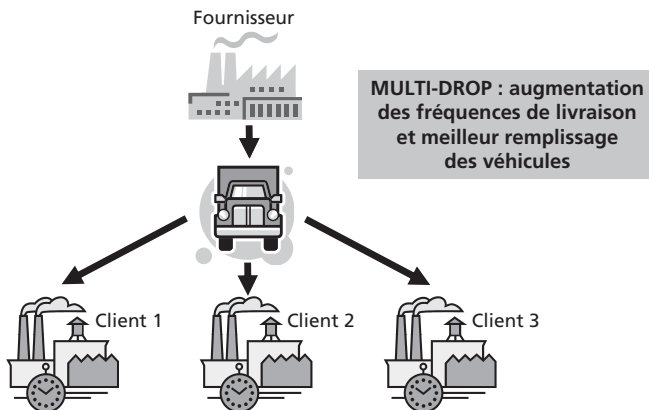 Fournisseur
MULTI-DROP : augmentation
des fréquences de livraison
et meilleur remplissage
des véhicules
Client 1
Client 2
Client 3